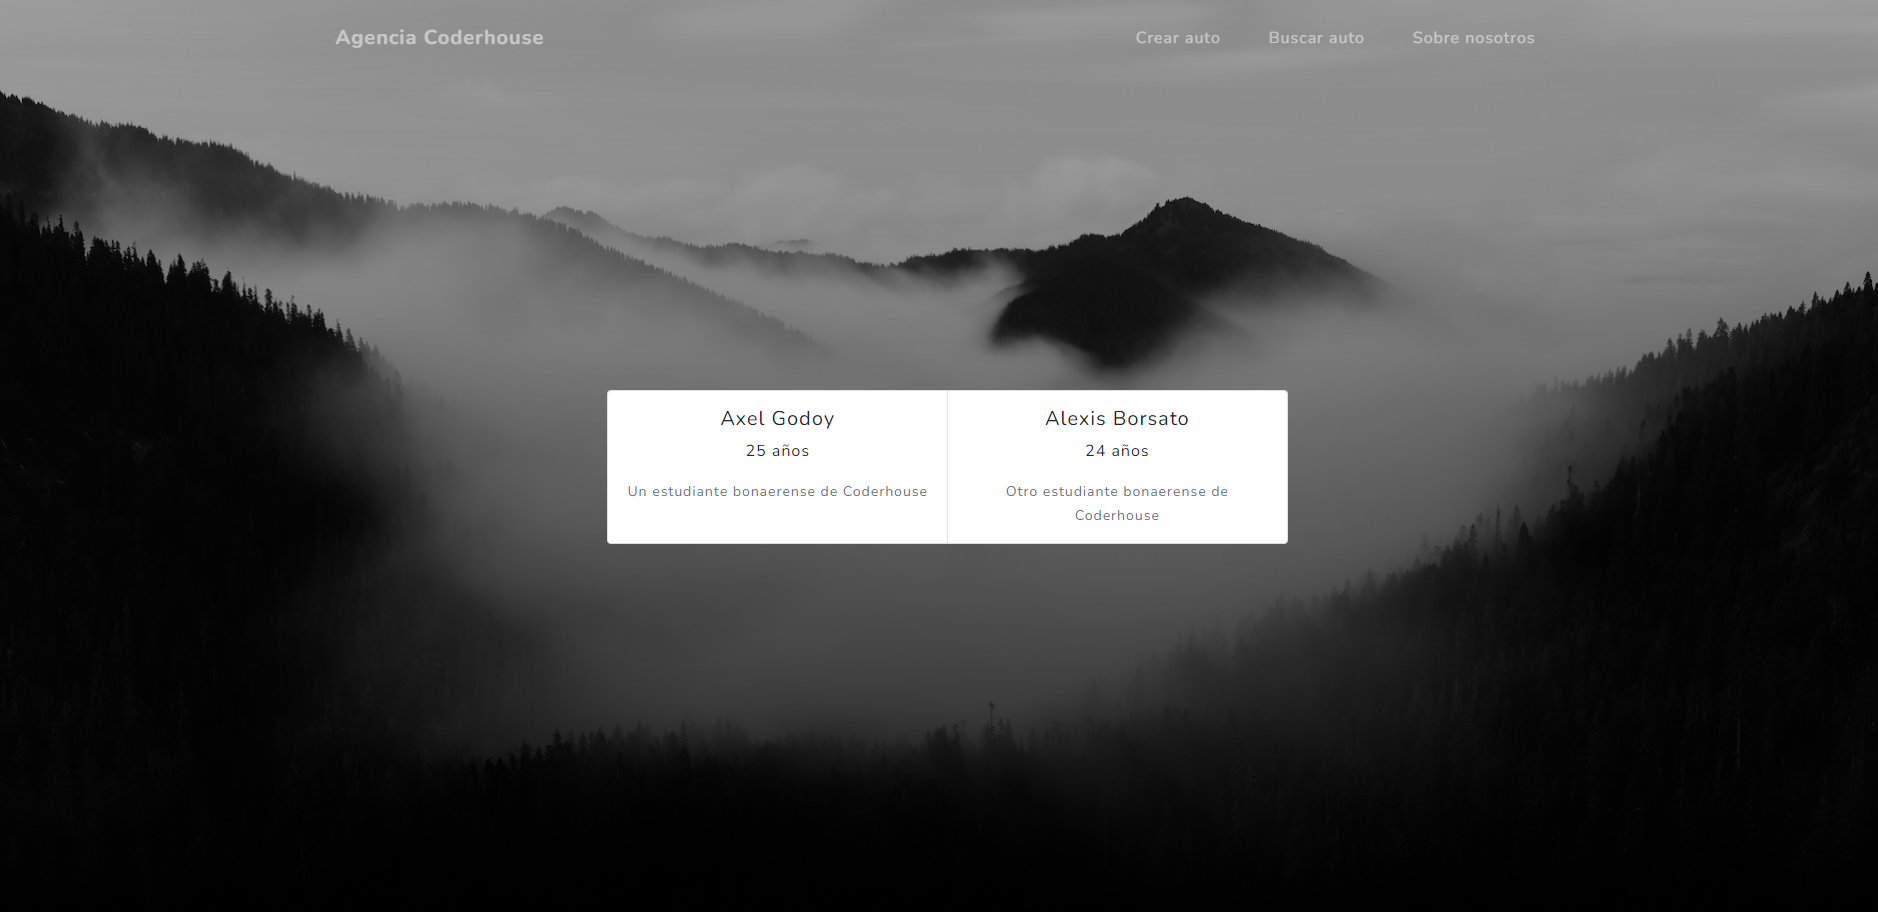 Agencia Coderhouse
Crear auto
Buscar auto
Sobre nosotros
Axel Godoy
25 años
Un estudiante bonaerense de Coderhouse
Alexis Borsato
24 años
Otro estudiante bonaerense de
Coderhouse